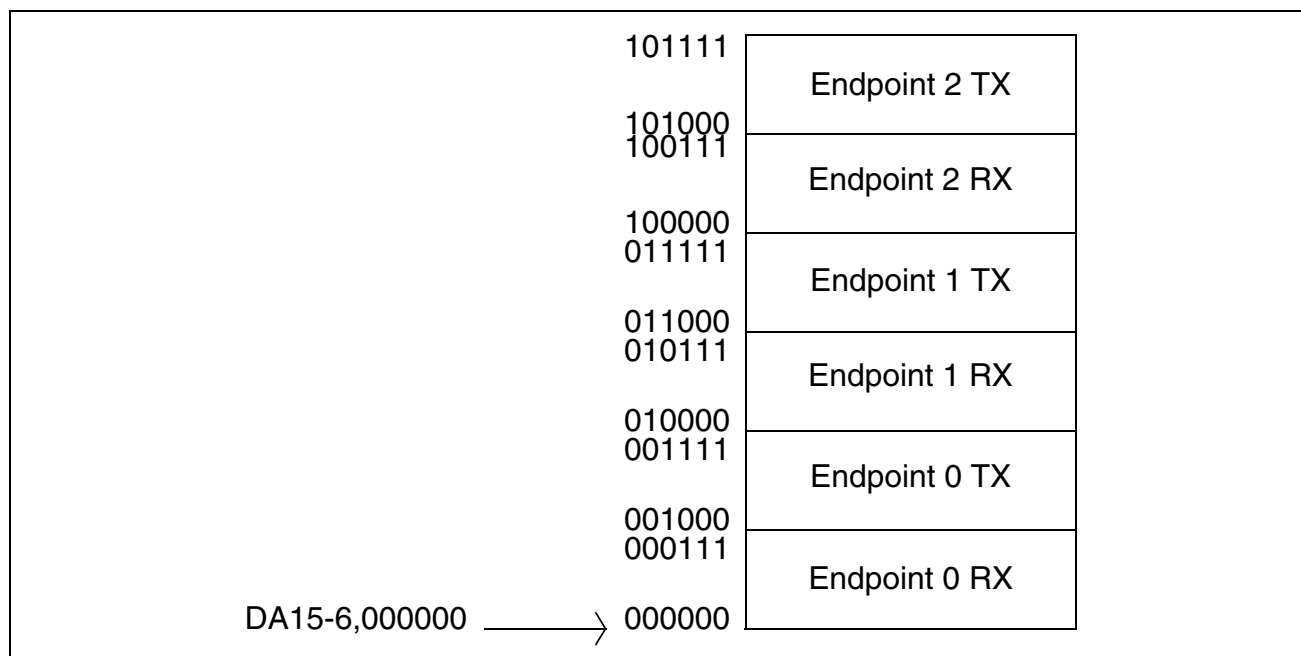 101111
Endpoint 2 TX
101000
100111
Endpoint 2 RX
100000
011111
Endpoint 1 TX
011000
010111
Endpoint 1 RX
010000
001111
Endpoint 0 TX
001000
000111
Endpoint 0 RX
DA15-6,000000 000000